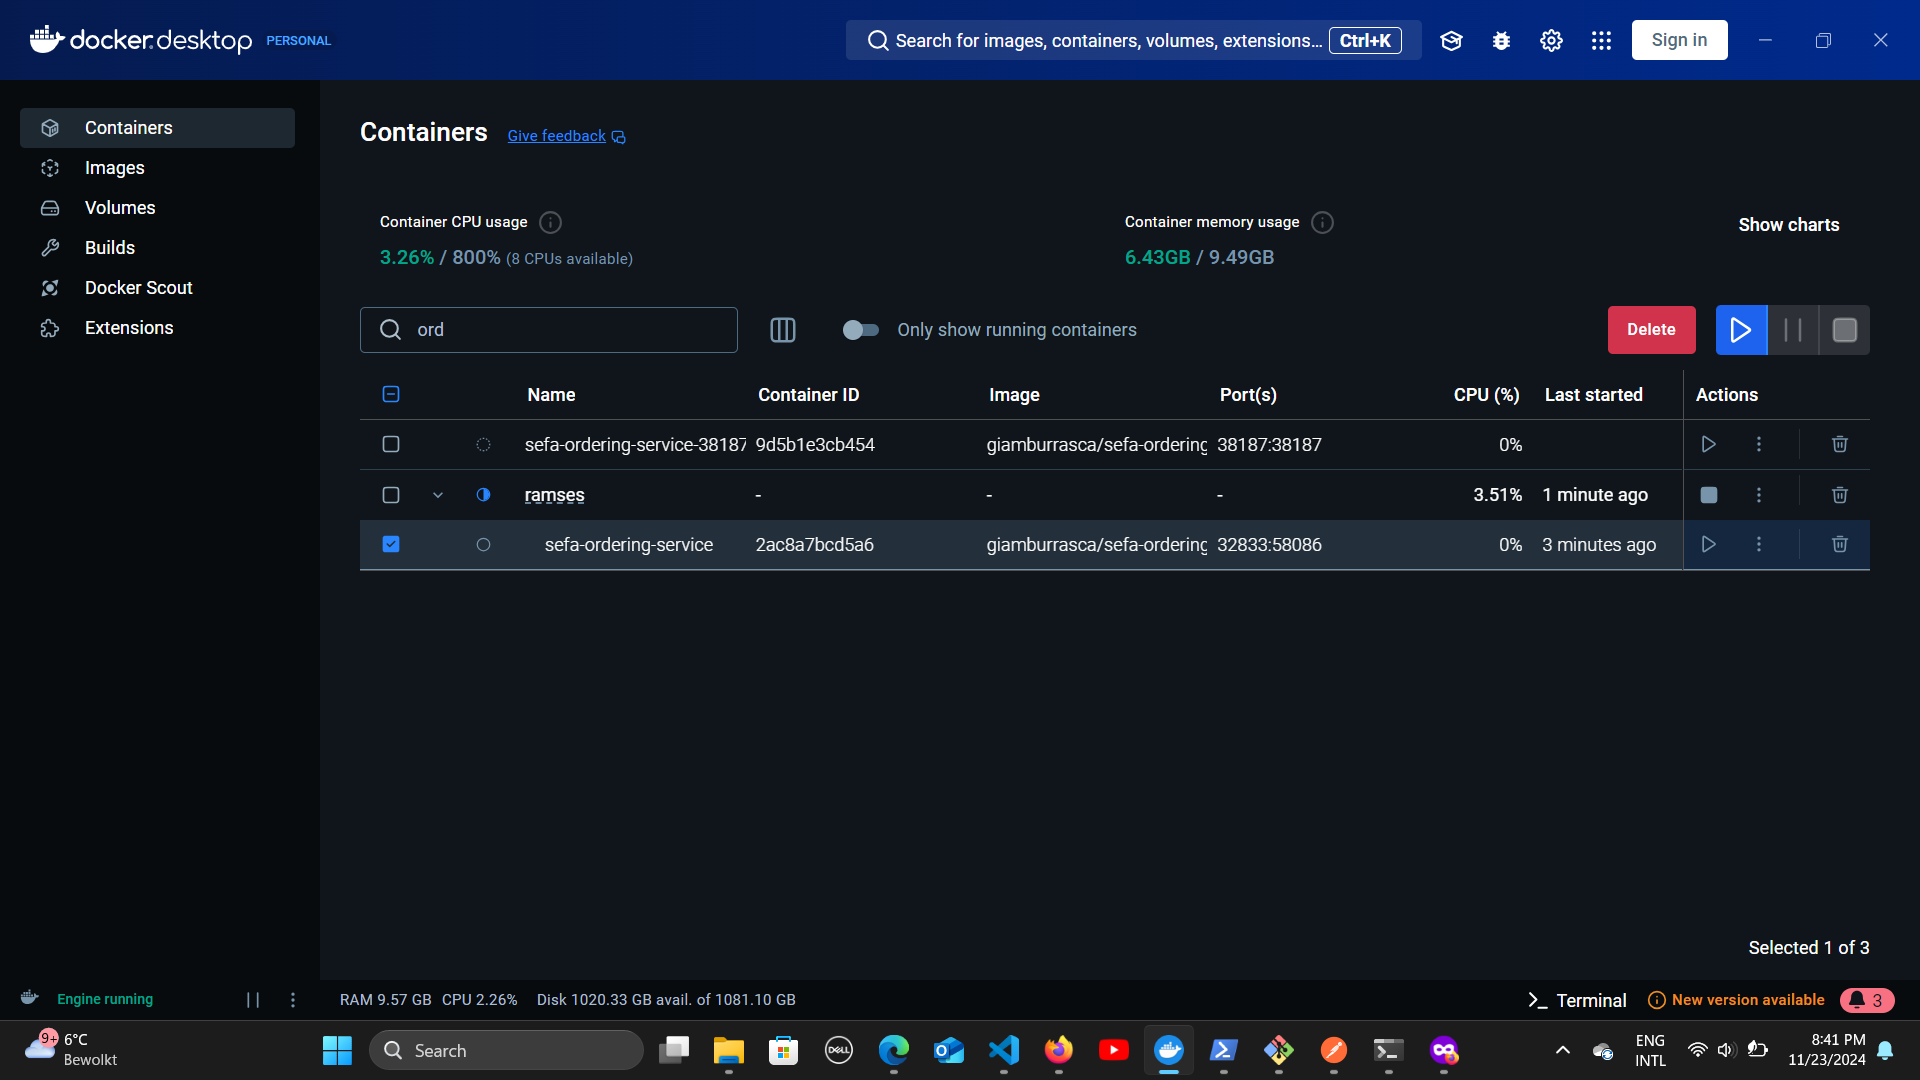 docker.desktop PERSONAL
Search for images, containers, volumes, extensions... Ctrl+K
Sign in
Containers
Images
Volumes
Builds
Docker Scout
Extensions
Containers Give feedback
Container CPU usage
3.26% / 800% (8 CPUs available)
Container memory usage
6.43GB / 9.49GB
Show charts
ord
Only show running containers
Delete
Name Container ID Image Port(s) CPU (%) Last started Actions
sefa-ordering-service-38187 9d5b1e3cb454 giamburrasca/sefa-ordering 38187:38187 0%
ramses - - - 3.51% 1 minute ago
sefa-ordering-service 2ac8a7bcd5a6 giamburrasca/sefa-ordering 32833:58086 0% 3 minutes ago
Selected 1 of 3
Engine running
RAM 9.57 GB CPU 2.26% Disk 1020.33 GB avail. of 1081.10 GB
Terminal
New version available
3
9+ 6°C
Bewolkt
Search
DELL
ENG
INTL
8:41 PM
11/23/2024